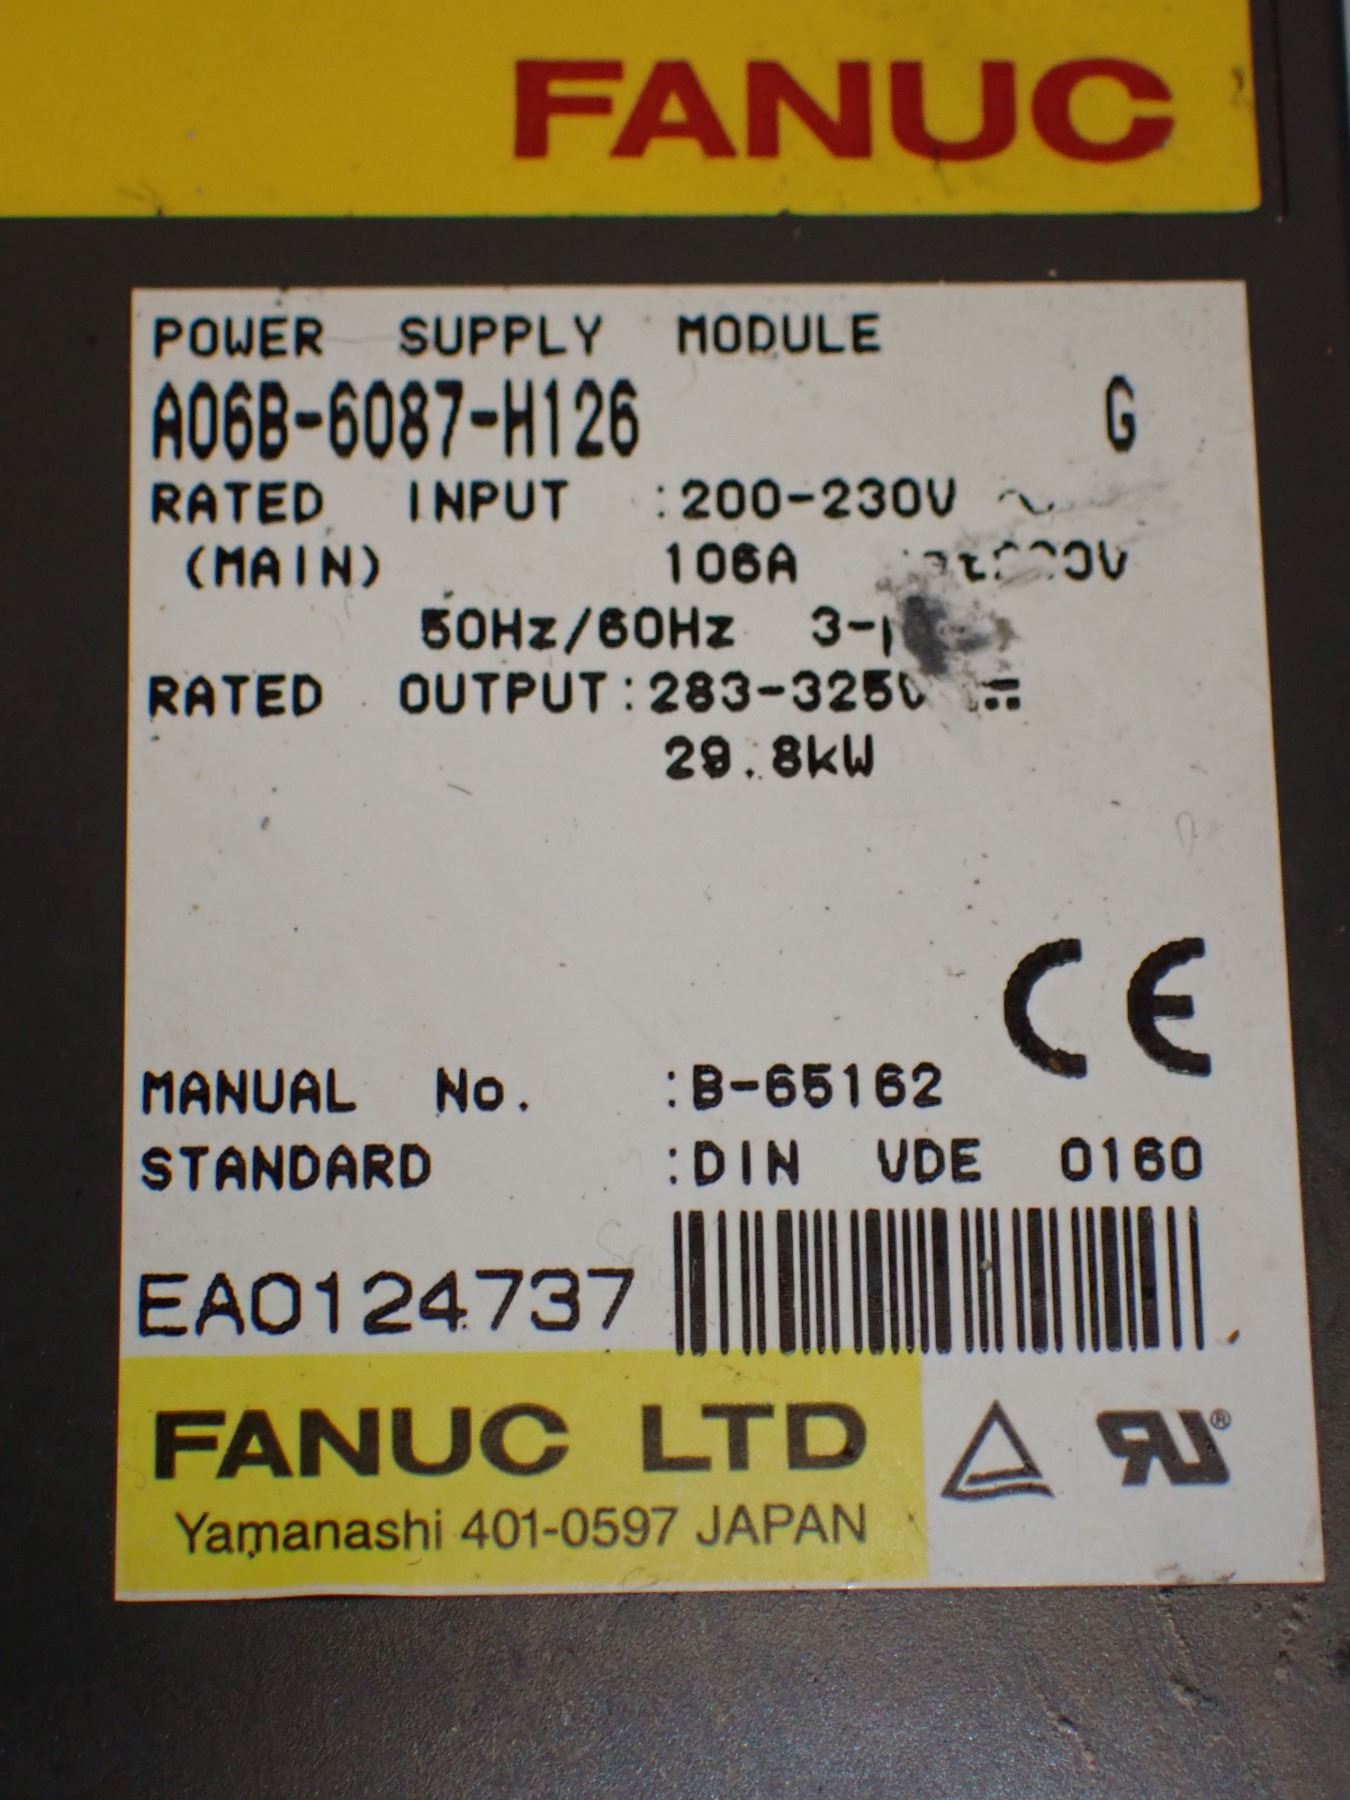 FANUC
POWER SUPPLY MODULE
A06B-6087-H126 G
RATED INPUT :200-230V ~
(MAIN) 106A
50Hz/60Hz
RATED OUTPUT:283-325V ⎓
29.8kW
CE
MANUAL No. :B-65162
STANDARD :DIN VDE 0160
EA0124737
FANUC LTD
Yamanashi 401-0597 JAPAN